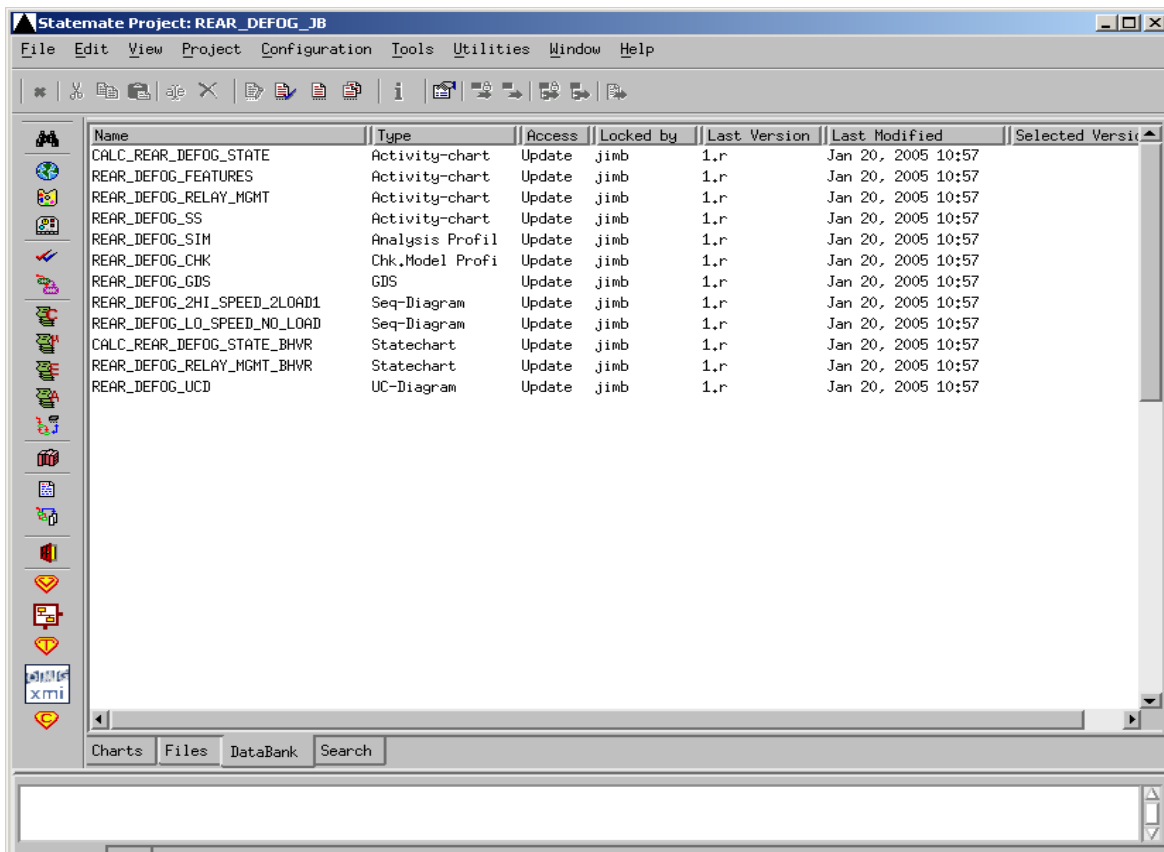 Statemate Project: REAR_DEFOG_JB
File Edit View Project Configuration Tools Utilities Window Help
Name Type Access Locked by Last Version Last Modified Selected Versio
CALC_REAR_DEFOG_STATE Activity-chart Update jimb 1.r Jan 20, 2005 10:57
REAR_DEFOG_FEATURES Activity-chart Update jimb 1.r Jan 20, 2005 10:57
REAR_DEFOG_RELAY_MGMT Activity-chart Update jimb 1.r Jan 20, 2005 10:57
REAR_DEFOG_SS Activity-chart Update jimb 1.r Jan 20, 2005 10:57
REAR_DEFOG_SIM Analysis Profil Update jimb 1.r Jan 20, 2005 10:57
REAR_DEFOG_CHK Chk.Model Profi Update jimb 1.r Jan 20, 2005 10:57
REAR_DEFOG_GDS GDS Update jimb 1.r Jan 20, 2005 10:57
REAR_DEFOG_2HI_SPEED_2LOAD1 Seq-Diagram Update jimb 1.r Jan 20, 2005 10:57
REAR_DEFOG_LO_SPEED_NO_LOAD Seq-Diagram Update jimb 1.r Jan 20, 2005 10:57
CALC_REAR_DEFOG_STATE_BHVR Statechart Update jimb 1.r Jan 20, 2005 10:57
REAR_DEFOG_RELAY_MGMT_BHVR Statechart Update jimb 1.r Jan 20, 2005 10:57
REAR_DEFOG_UCD UC-Diagram Update jimb 1.r Jan 20, 2005 10:57
xmi
Charts Files DataBank Search